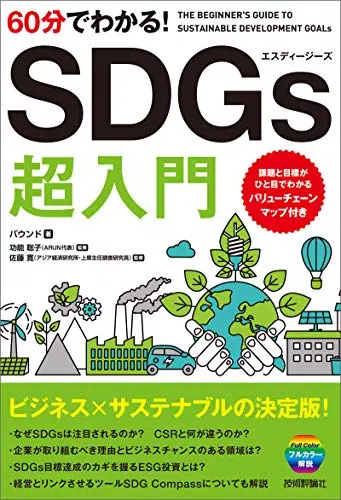 60分でわかる!
THE BEGINNER'S GUIDE TO
SUSTAINABLE DEVELOPMENT GOALs
エスディージーズ
SDGs
超入門
課題と目標が
ひと目でわかる
バリューチェーン
マップ付き
バウンド 著
功能 聡子(ARUN代表) 監修
佐藤 寛(アジア経済研究所・上席主任調査研究員) 監修
ビジネス×サステナブルの決定版!
・なぜSDGsは注目されるのか? CSRと何が違うのか?
・企業が取り組むべき理由とビジネスチャンスのある領域は?
・SDGs目標達成のカギを握るESG投資とは?
・経営とリンクさせるツールSDG Compassについても解説
Full Color
フルカラー
解説
技術評論社